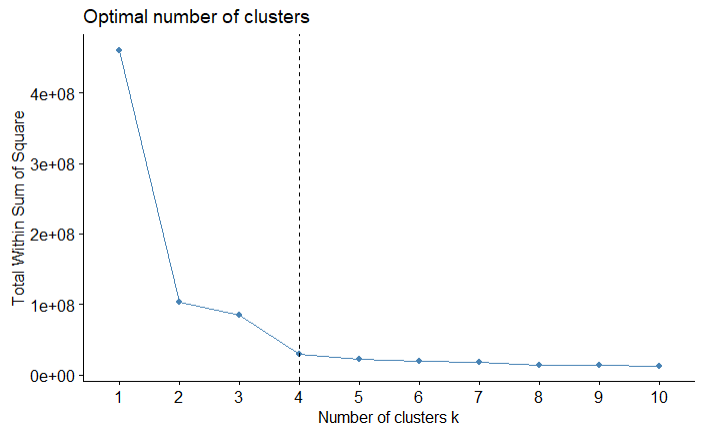 Optimal number of clusters
Total Within Sum of Square
4e+08
3e+08
2e+08
1e+08
0e+00
1 2 3 4 5 6 7 8 9 10
Number of clusters k